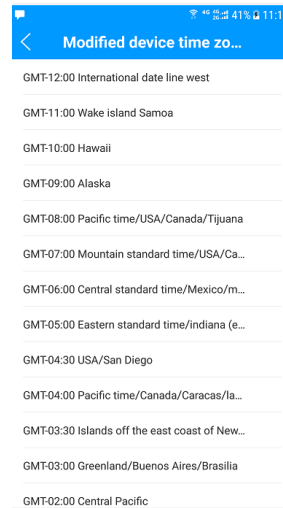 4G 4G 2G 41% 11:1
Modified device time zo...
GMT-12:00 International date line west
GMT-11:00 Wake island Samoa
GMT-10:00 Hawaii
GMT-09:00 Alaska
GMT-08:00 Pacific time/USA/Canada/Tijuana
GMT-07:00 Mountain standard time/USA/Ca...
GMT-06:00 Central standard time/Mexico/m...
GMT-05:00 Eastern standard time/indiana (e...
GMT-04:30 USA/San Diego
GMT-04:00 Pacific time/Canada/Caracas/la...
GMT-03:30 Islands off the east coast of New...
GMT-03:00 Greenland/Buenos Aires/Brasilia
GMT-02:00 Central Pacific